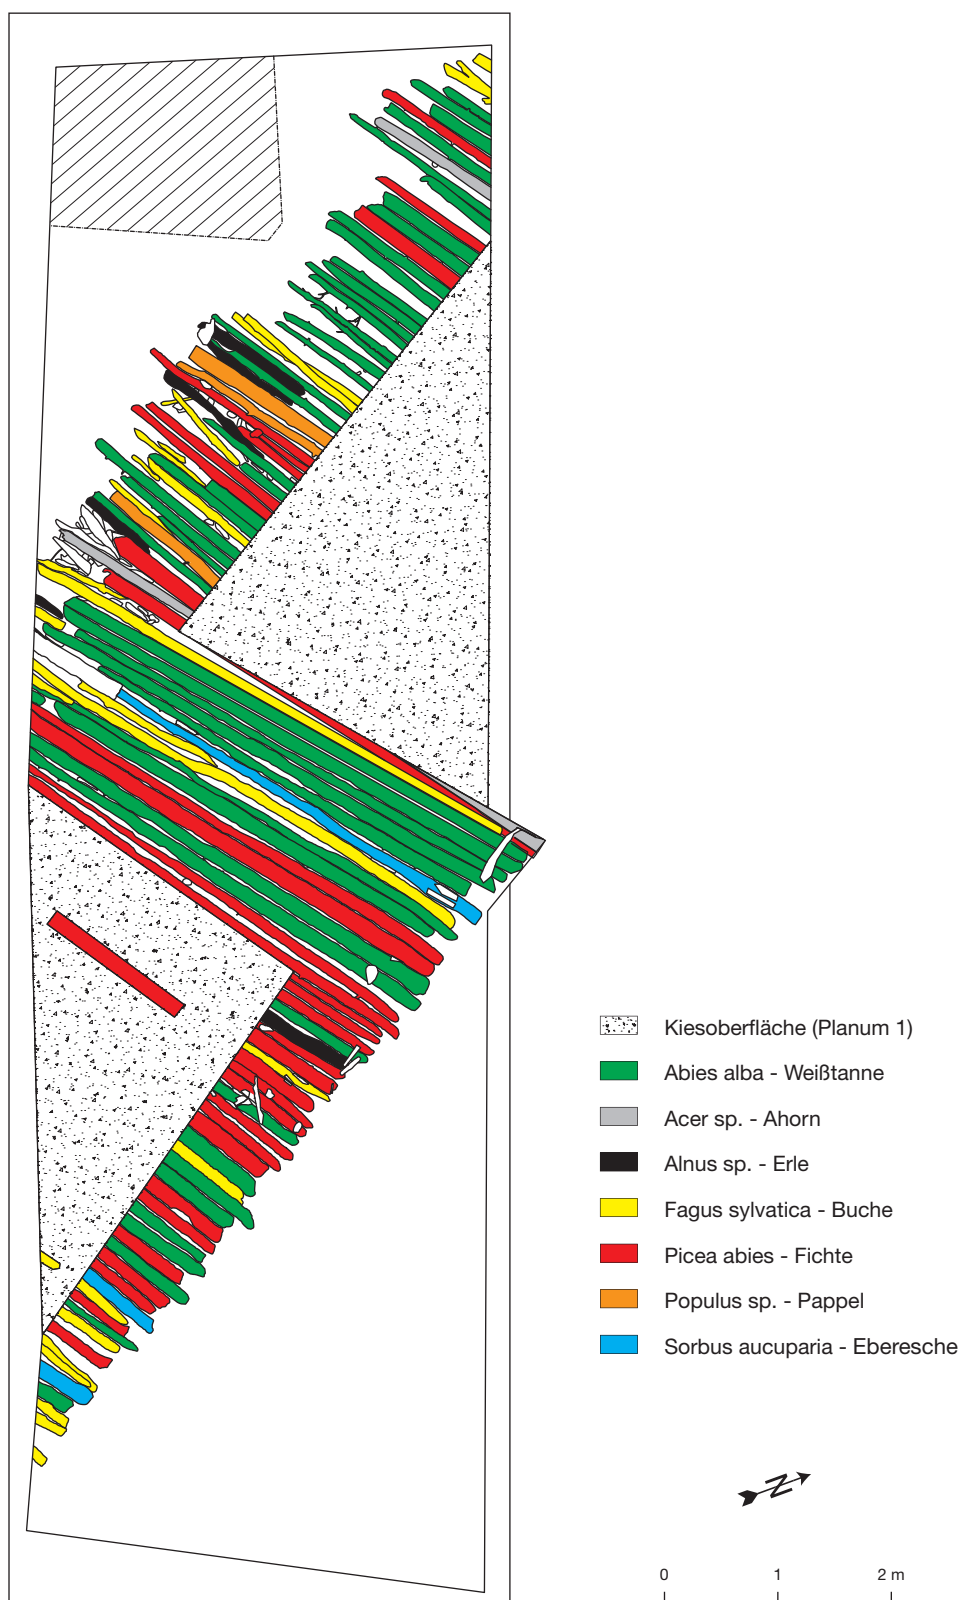 Kiesoberfläche (Planum 1)
Abies alba - Weißtanne
Acer sp. - Ahorn
Alnus sp. - Erle
Fagus sylvatica - Buche
Picea abies - Fichte
Populus sp. - Pappel
Sorbus aucuparia - Eberesche
N
0 1 2 m